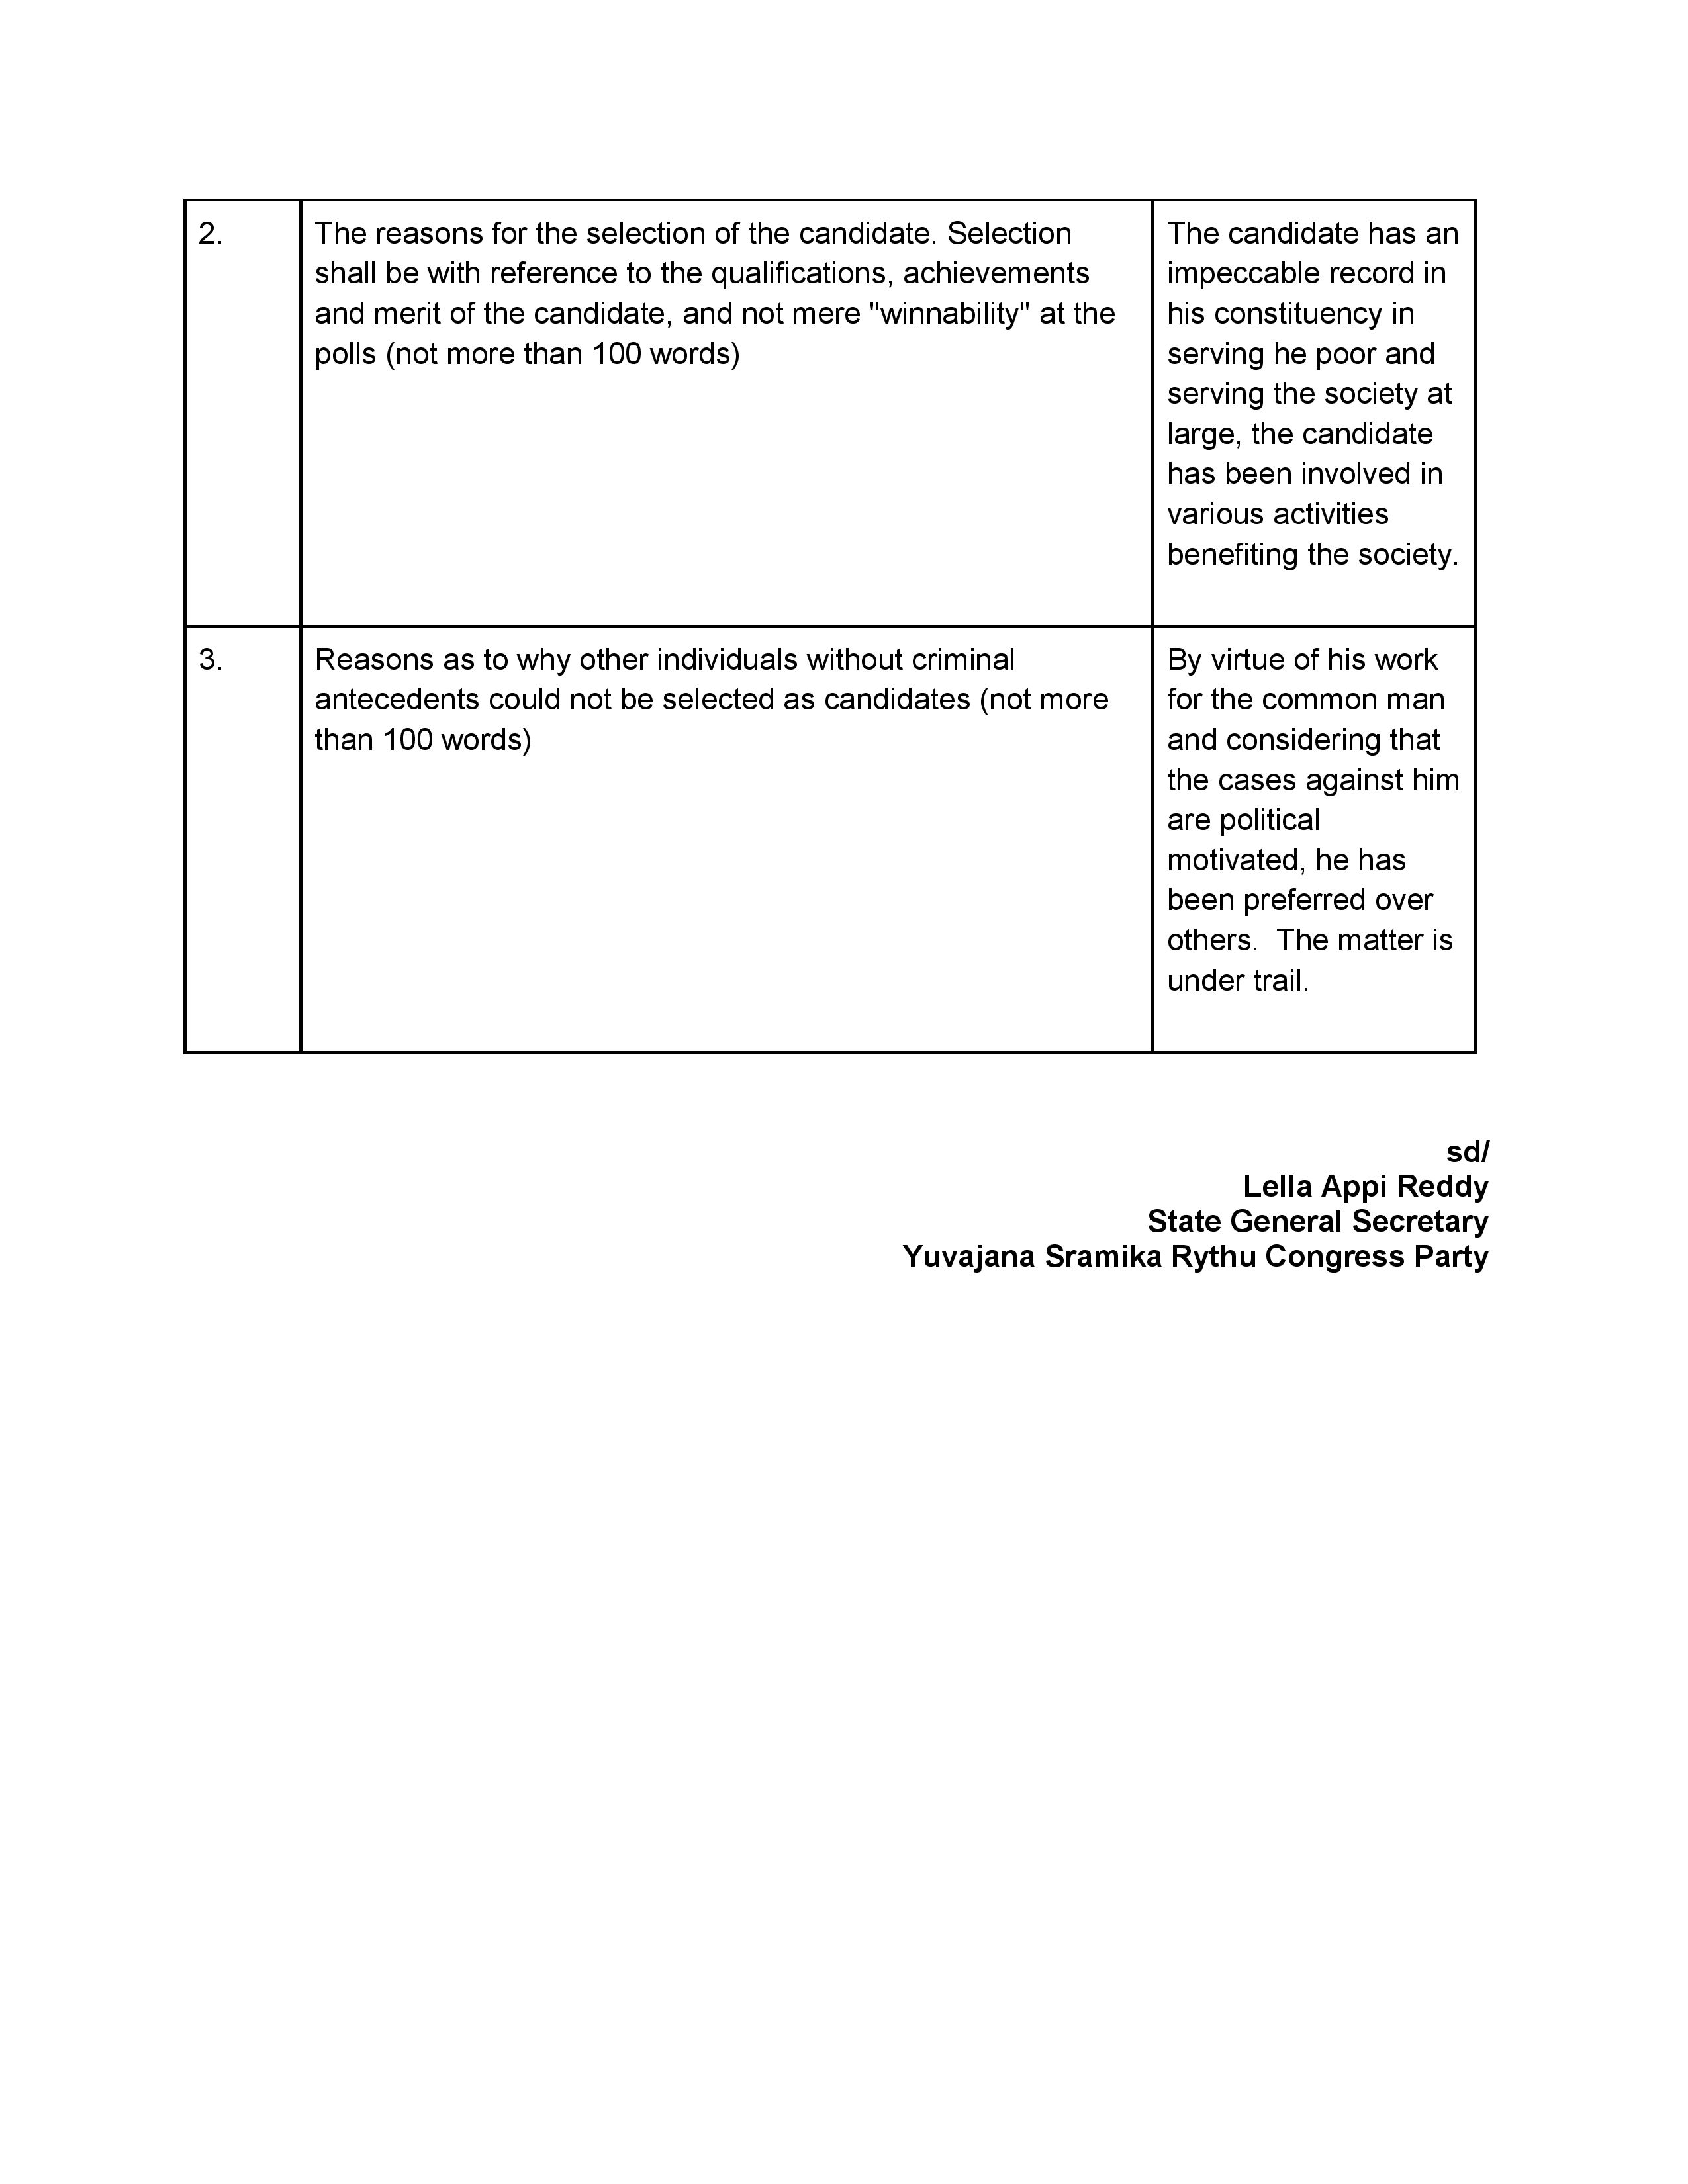 2.
The reasons for the selection of the candidate. Selection
shall be with reference to the qualifications, achievements
and merit of the candidate, and not mere "winnability" at the
polls (not more than 100 words)
The candidate has an
impeccable record in
his constituency in
serving he poor and
serving the society at
large, the candidate
has been involved in
various activities
benefiting the society.
3.
Reasons as to why other individuals without criminal
antecedents could not be selected as candidates (not more
than 100 words)
By virtue of his work
for the common man
and considering that
the cases against him
are political
motivated, he has
been preferred over
others.  The matter is
under trail.
sd/
Lella Appi Reddy
State General Secretary
Yuvajana Sramika Rythu Congress Party